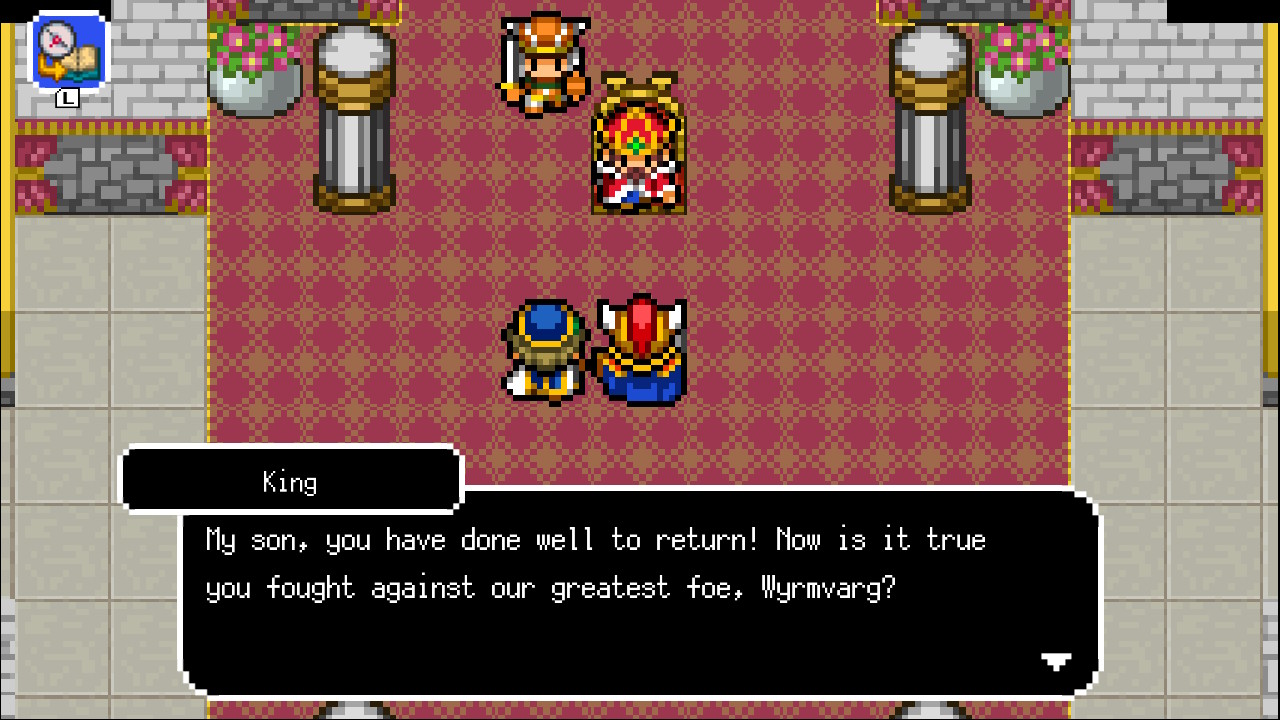 L
King
My son, you have done well to return! Now is it true
you fought against our greatest foe, Wyrmvarg?